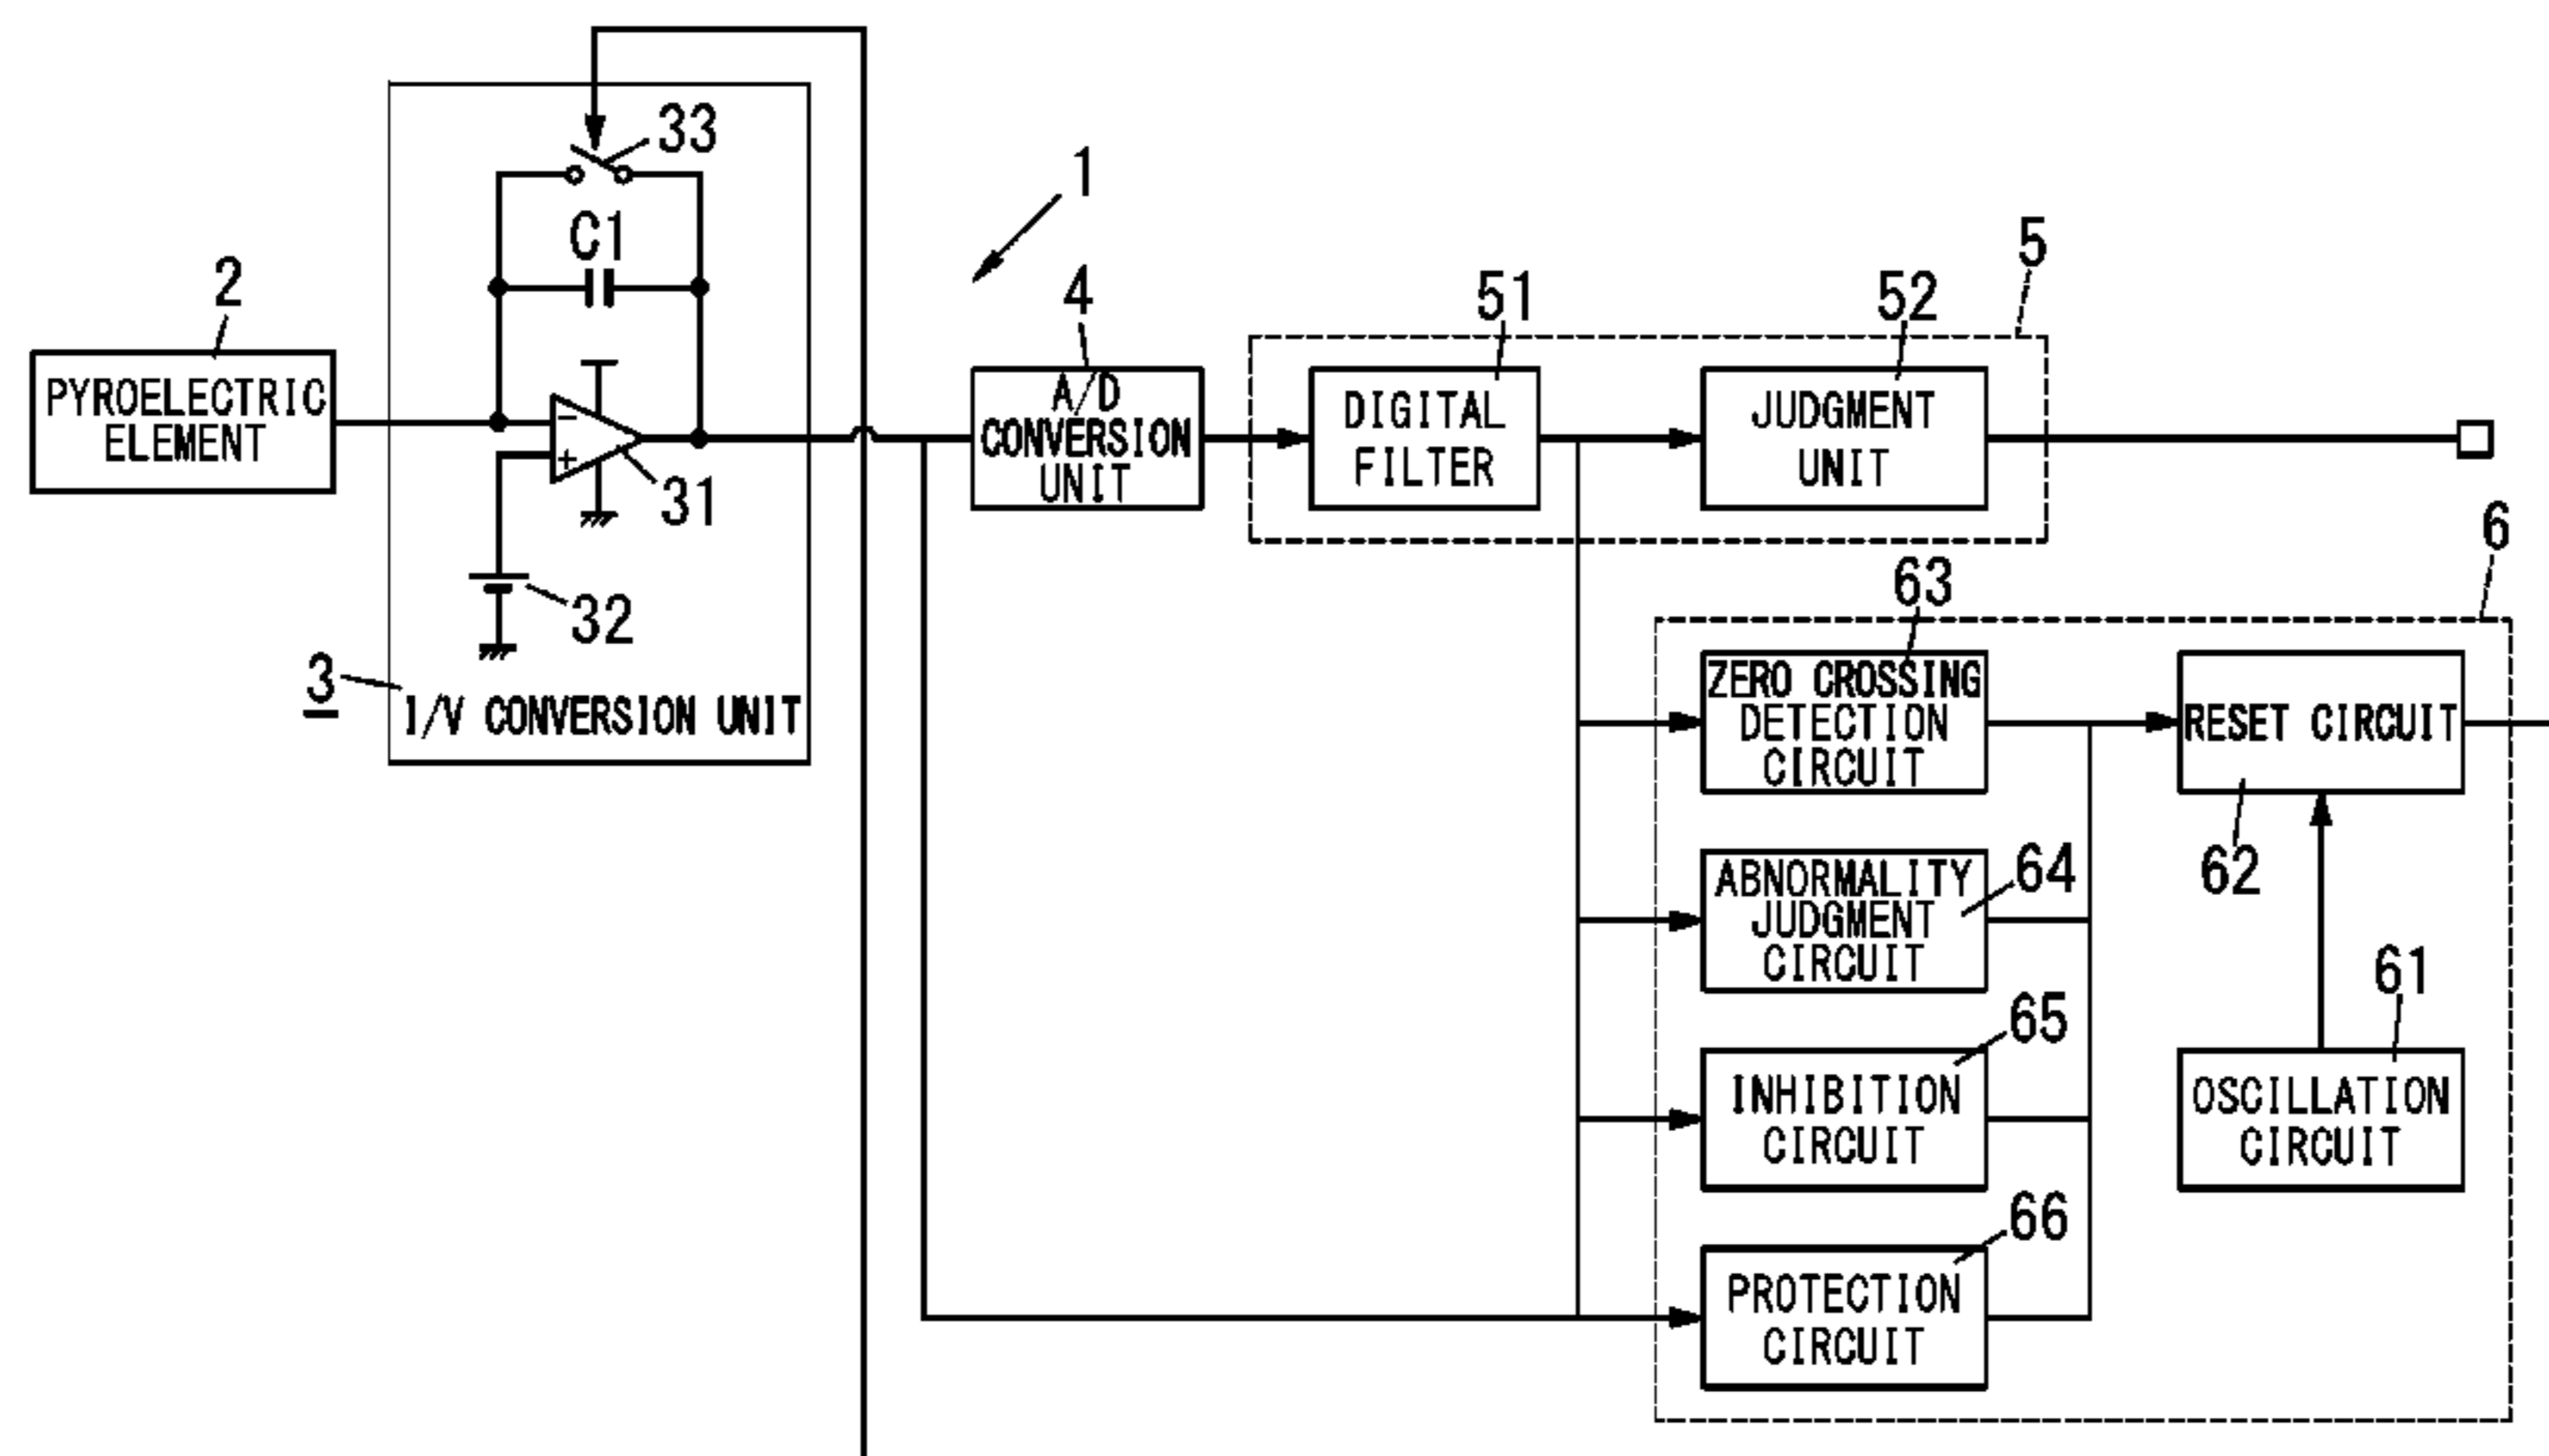 33
1
C1
5
2
4
51
52
PYROELECTRIC
ELEMENT
−
+
A/D
CONVERSION
UNIT
DIGITAL
FILTER
JUDGMENT
UNIT
31
6
32
63
3
I/V CONVERSION UNIT
ZERO CROSSING
DETECTION
CIRCUIT
RESET CIRCUIT
62
ABNORMALITY
JUDGMENT
CIRCUIT
64
61
65
INHIBITION
CIRCUIT
OSCILLATION
CIRCUIT
66
PROTECTION
CIRCUIT